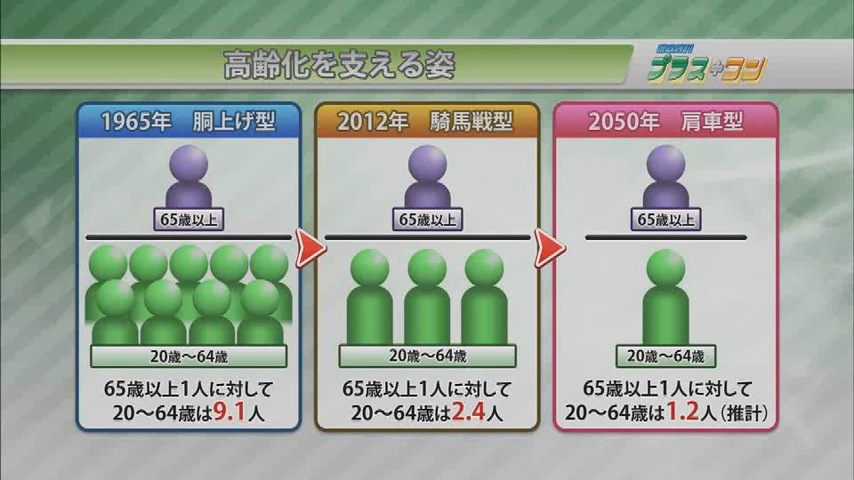 高齢化を支える姿
プラス+コン
1965年 胴上げ型
65歳以上
20歳～64歳
65歳以上1人に対して
20～64歳は9.1人
2012年 騎馬戦型
65歳以上
20歳～64歳
65歳以上1人に対して
20～64歳は2.4人
2050年 肩車型
65歳以上
20歳～64歳
65歳以上1人に対して
20～64歳は1.2人（推計）